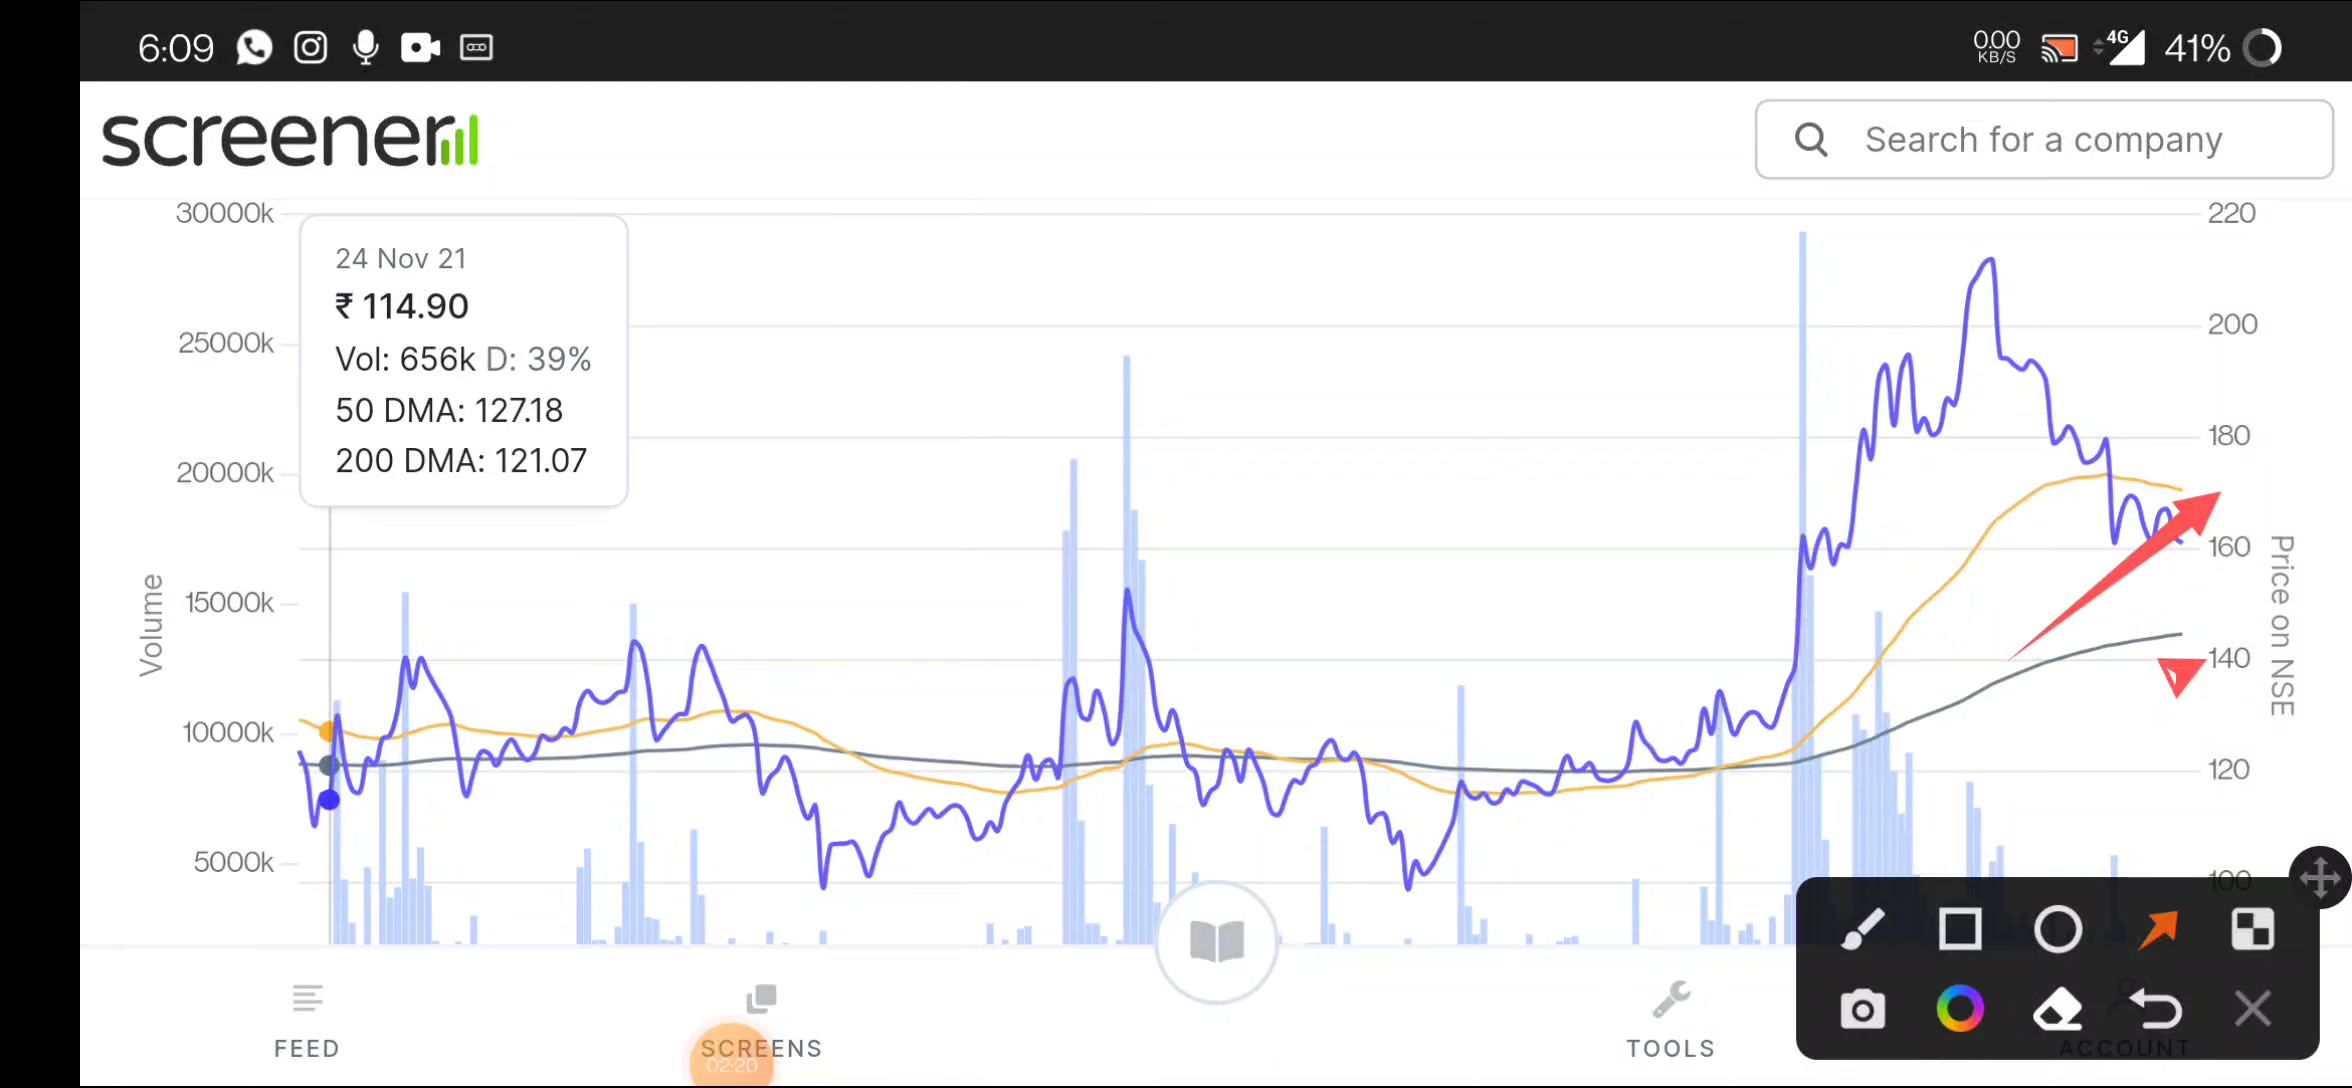 6:09 0.00 KB/S 4G 41%
screener
Search for a company
30000k
25000k
20000k
15000k
10000k
5000k
Volume
24 Nov 21
₹ 114.90
Vol: 656k D: 39%
50 DMA: 127.18
200 DMA: 121.07
220
200
180
160
140
120
100
Price on NSE
FEED
SCREENS
02:20
TOOLS
ACCOUNT